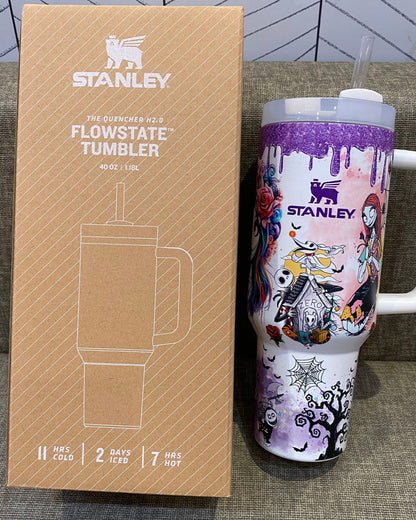 STANLEY
THE QUENCHER H2.0
FLOWSTATE™
TUMBLER
40 OZ | 1.18L
11 HRS COLD
2 DAYS ICED
7 HRS HOT
STANLEY
ZERO